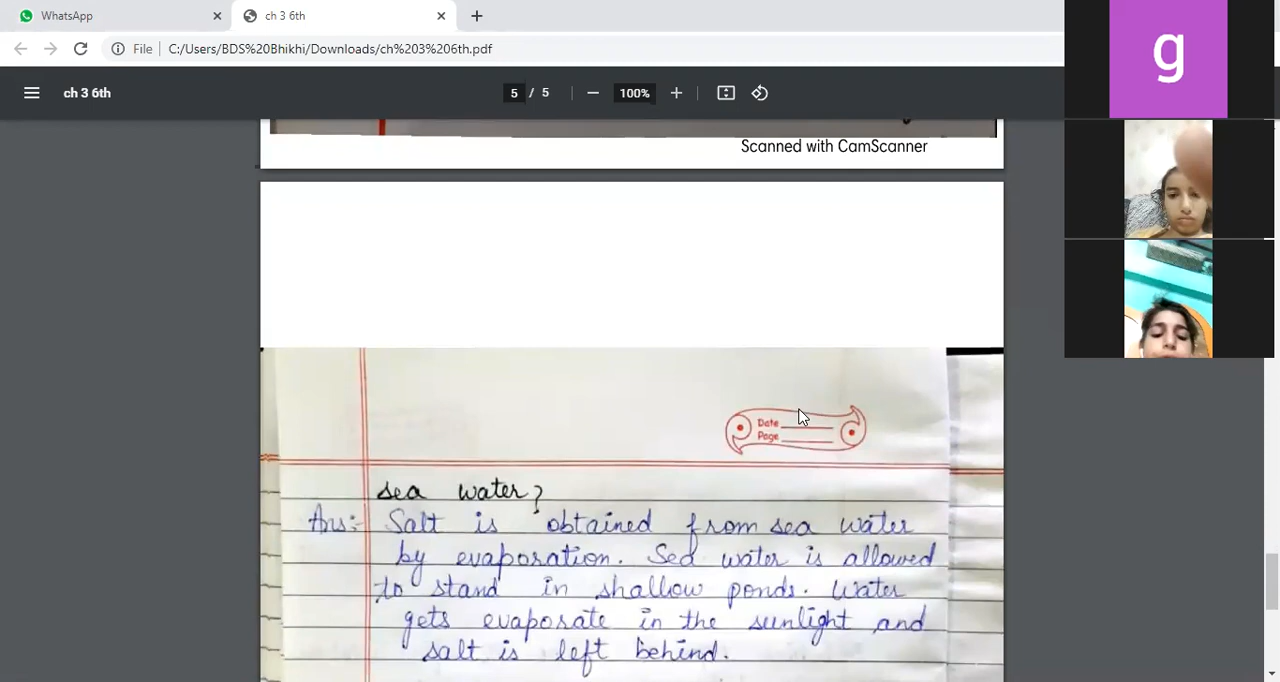 WhatsApp
ch 3 6th
File
C:/Users/BDS%20Bhikhi/Downloads/ch%203%206th.pdf
ch 3 6th
5 / 5
100%
g
Scanned with CamScanner
Date
Page
sea water?
Ans:- Salt is obtained from sea water
by evaporation. Sea water is allowed
to stand in shallow ponds. Water
gets evaporate in the sunlight and
salt is left behind.